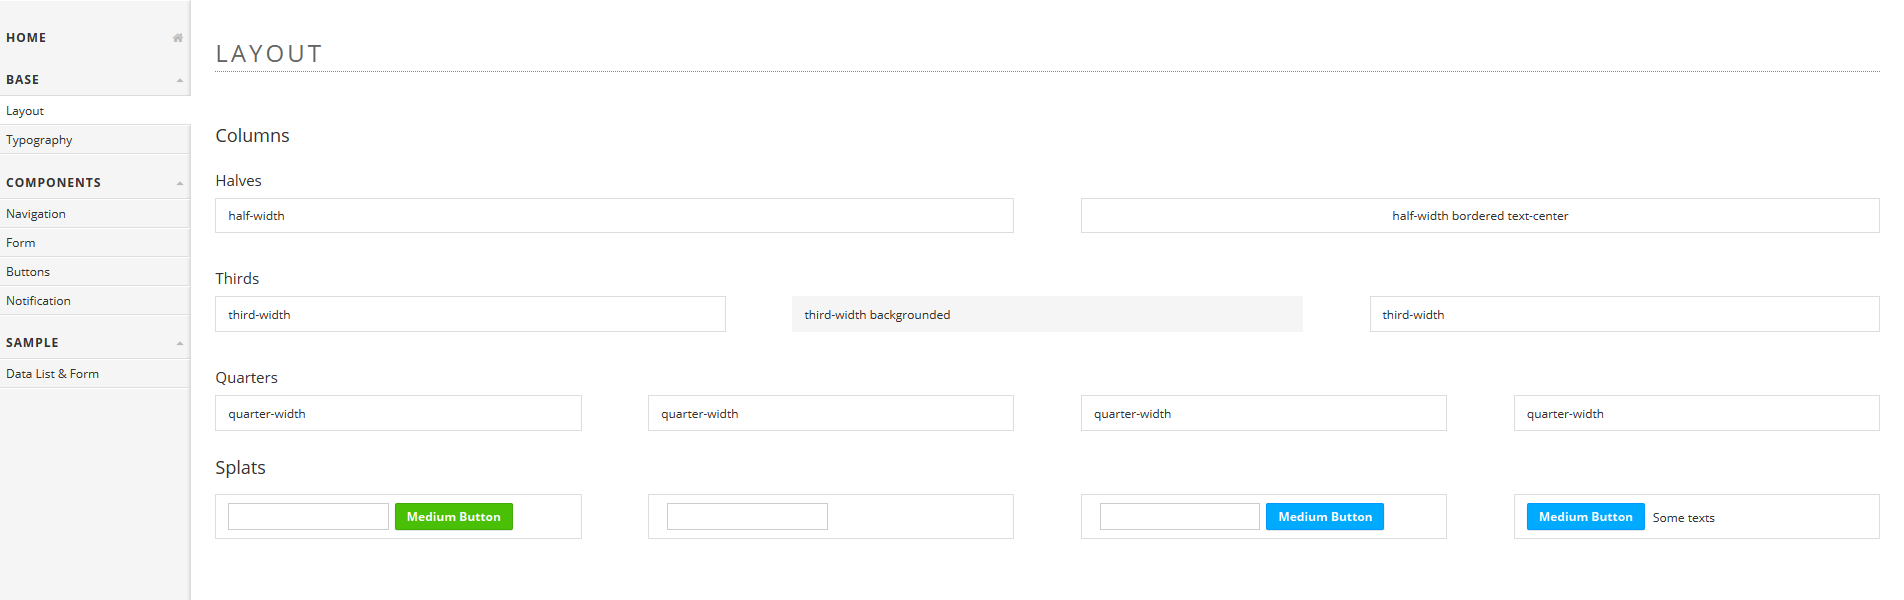 HOME
BASE
Layout
Typography
COMPONENTS
Navigation
Form
Buttons
Notification
SAMPLE
Data List & Form
LAYOUT
Columns
Halves
half-width
half-width bordered text-center
Thirds
third-width
third-width backgrounded
third-width
Quarters
quarter-width
quarter-width
quarter-width
quarter-width
Splats
Medium Button
Medium Button
Medium Button Some texts